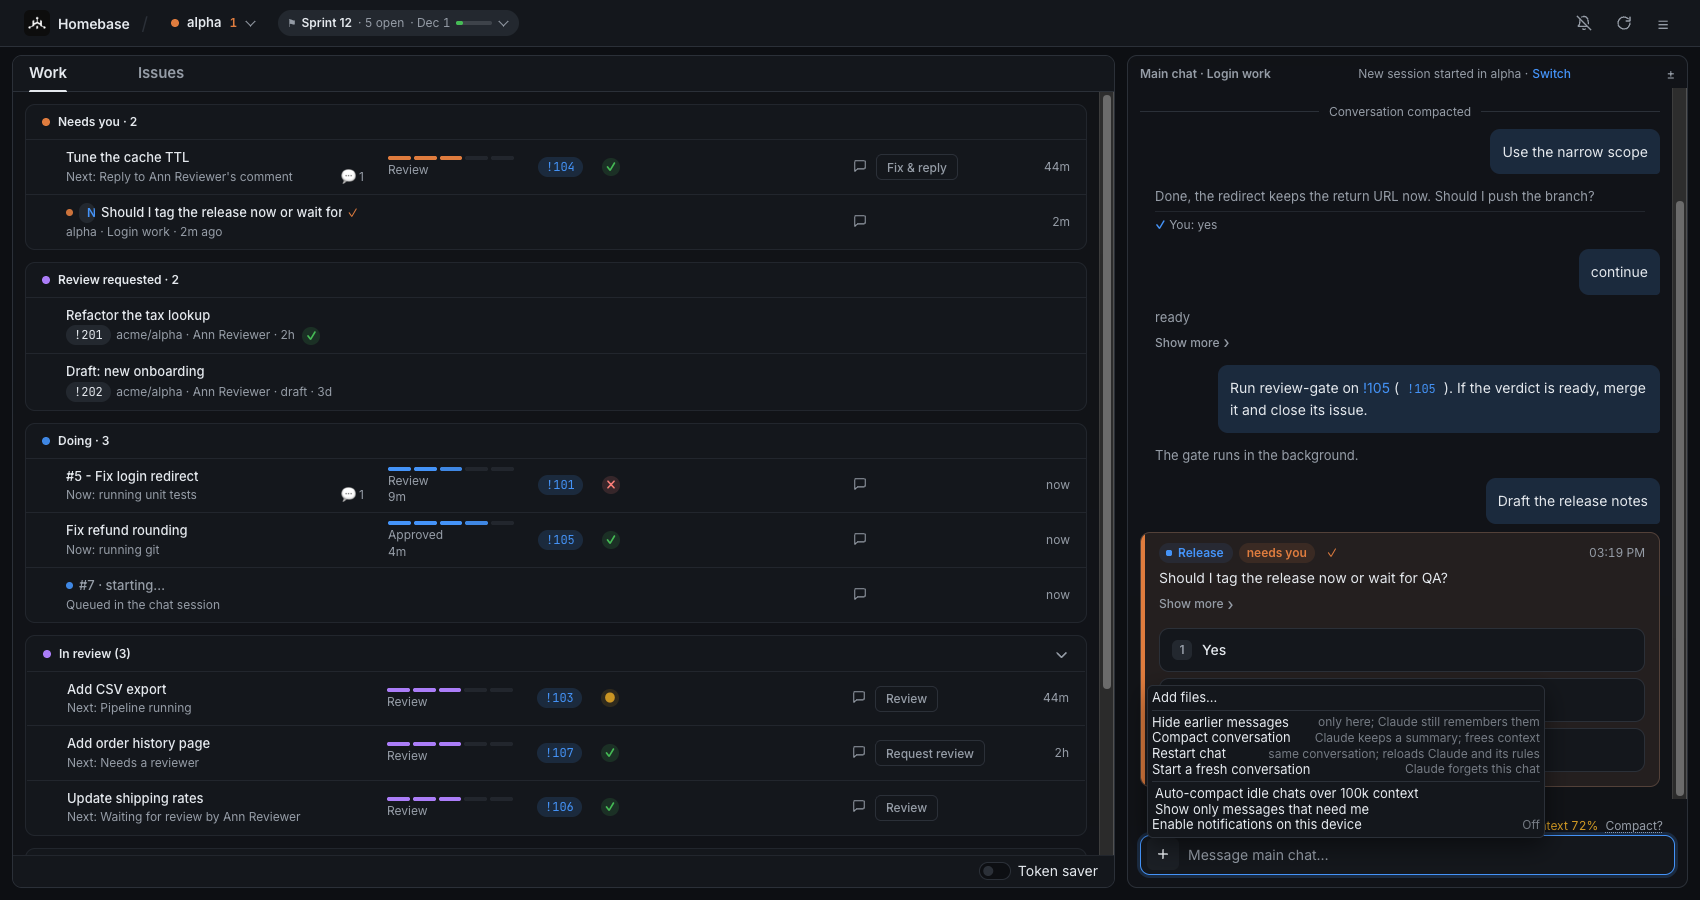 Homebase / alpha 1
Sprint 12 · 5 open · Dec 1
Work
Issues
Needs you · 2
Tune the cache TTL
Next: Reply to Ann Reviewer's comment
1
Review
!104
Fix & reply
44m
N Should I tag the release now or wait for
alpha · Login work · 2m ago
2m
Review requested · 2
Refactor the tax lookup
!201 acme/alpha · Ann Reviewer · 2h
Draft: new onboarding
!202 acme/alpha · Ann Reviewer · draft · 3d
Doing · 3
#5 - Fix login redirect
Now: running unit tests
1
Review
9m
!101
now
Fix refund rounding
Now: running git
Approved
4m
!105
now
#7 · starting...
Queued in the chat session
now
In review (3)
Add CSV export
Next: Pipeline running
Review
!103
Review
44m
Add order history page
Next: Needs a reviewer
Review
!107
Request review
2h
Update shipping rates
Next: Waiting for review by Ann Reviewer
Review
!106
Review
Token saver
Main chat · Login work
New session started in alpha · Switch
Conversation compacted
Use the narrow scope
Done, the redirect keeps the return URL now. Should I push the branch?
✓ You: yes
continue
ready
Show more ›
Run review-gate on !105 ( !105 ). If the verdict is ready, merge
it and close its issue.
The gate runs in the background.
Draft the release notes
Release needs you ✓ 03:19 PM
Should I tag the release now or wait for QA?
Show more ›
1 Yes
Add files...
Hide earlier messages only here; Claude still remembers them
Compact conversation Claude keeps a summary; frees context
Restart chat same conversation; reloads Claude and its rules
Start a fresh conversation Claude forgets this chat
Auto-compact idle chats over 100k context
Show only messages that need me
Enable notifications on this device Off
72% Compact?
+ Message main chat...